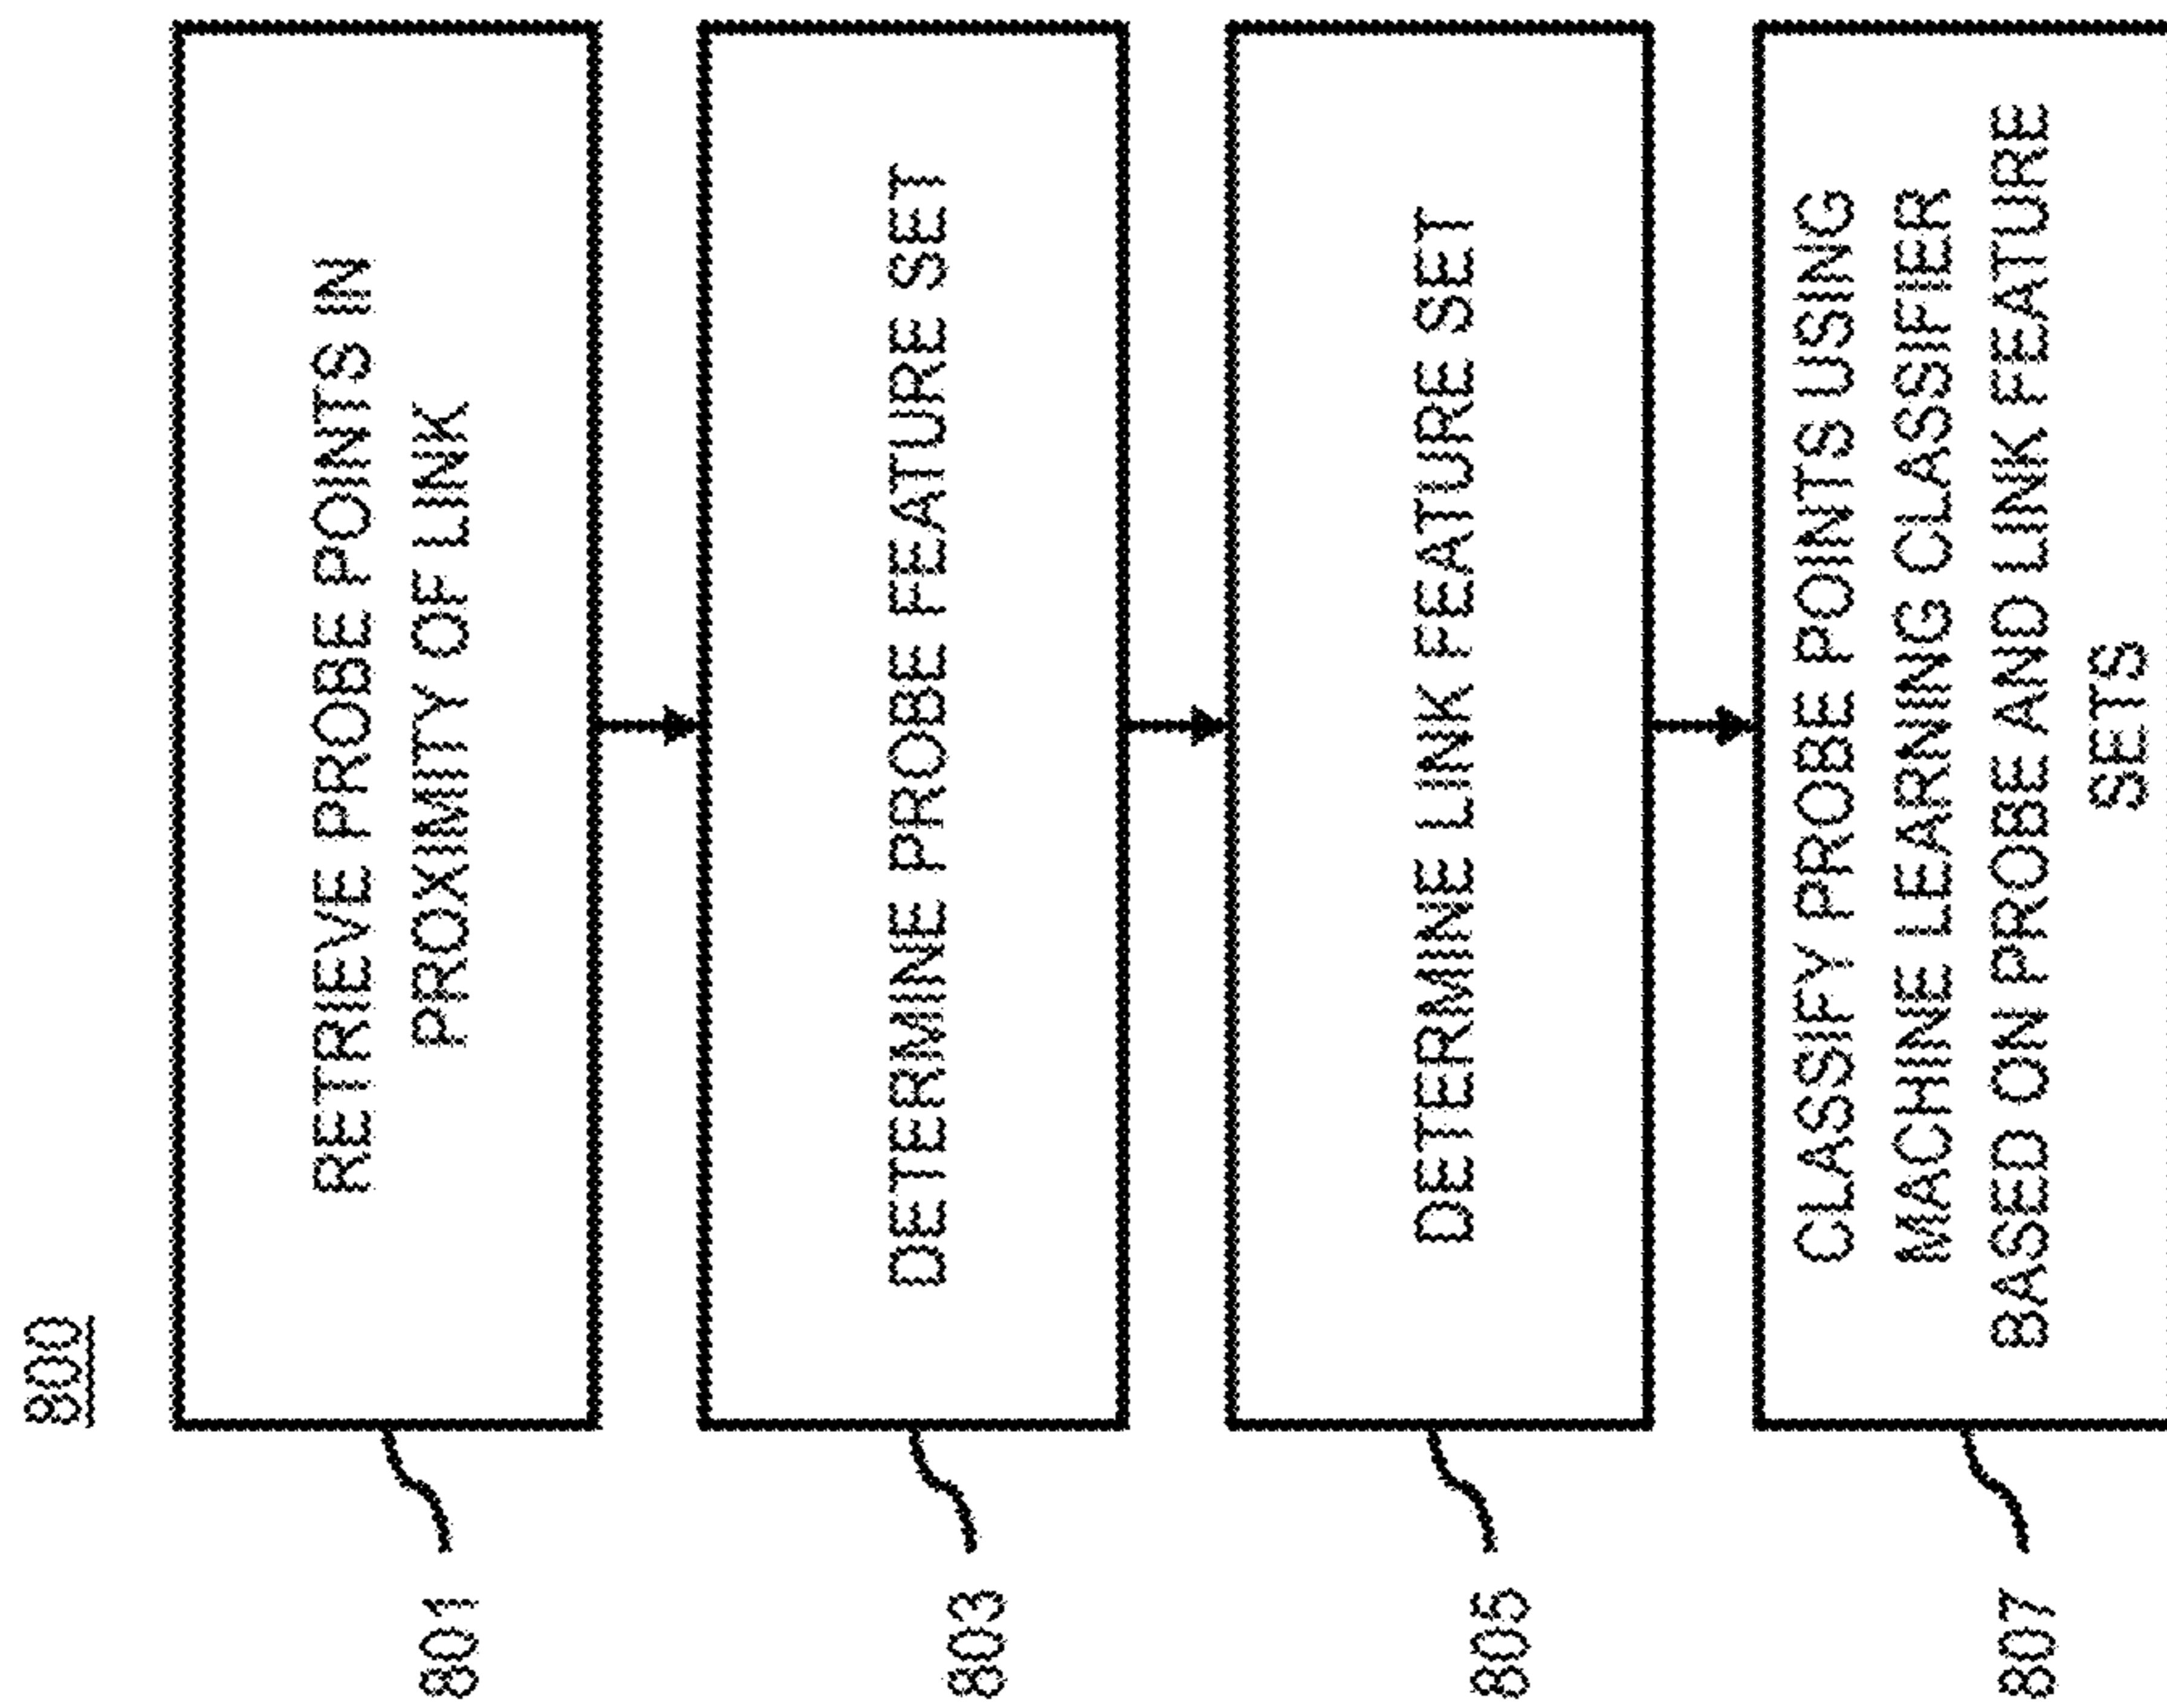 800
801
RETRIEVE PROBE POINTS IN
PROXIMITY OF LINK
803
DETERMINE PROBE FEATURE SET
805
DETERMINE LINK FEATURE SET
807
CLASSIFY PROBE POINTS USING
MACHINE LEARNING CLASSIFIER
BASED ON PROBE AND LINK FEATURE
SETS